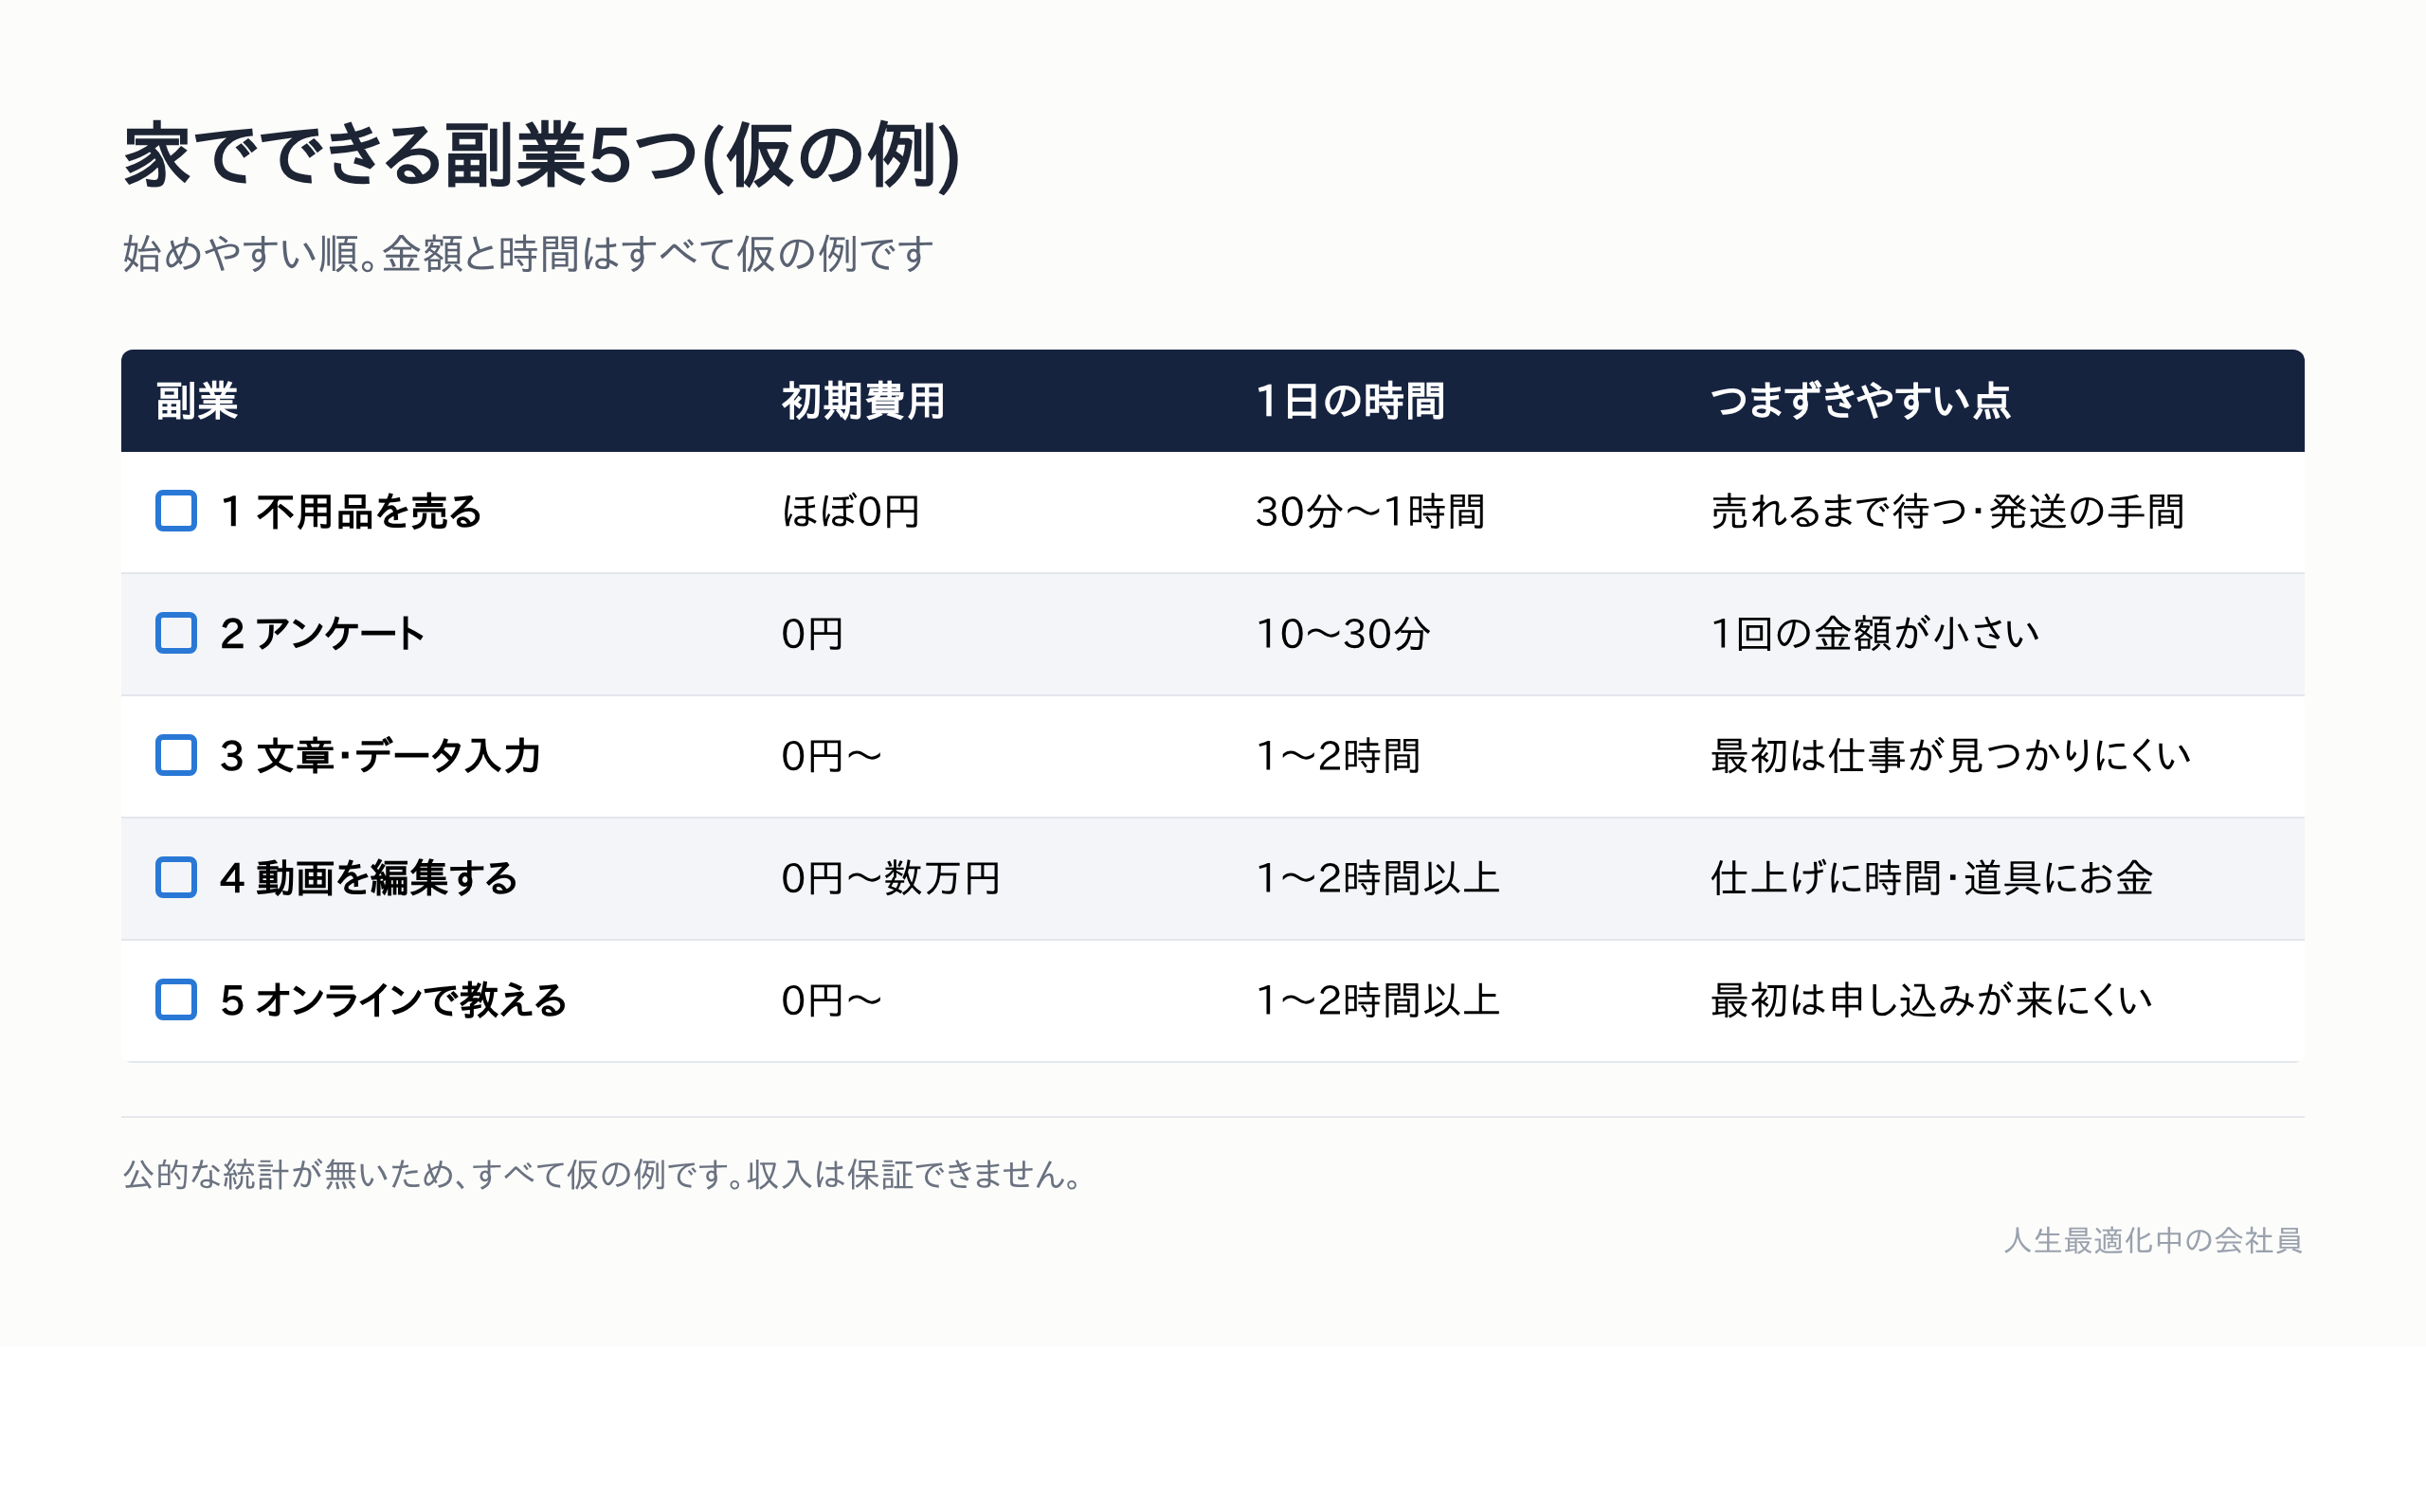 家でできる副業5つ(仮の例)
始めやすい順。金額と時間はすべて仮の例です
副業 初期費用 1日の時間 つまずきやすい点
1 不用品を売る ほぼ0円 30分〜1時間 売れるまで待つ・発送の手間
2 アンケート 0円 10〜30分 1回の金額が小さい
3 文章・データ入力 0円〜 1〜2時間 最初は仕事が見つかりにくい
4 動画を編集する 0円〜数万円 1〜2時間以上 仕上げに時間・道具にお金
5 オンラインで教える 0円〜 1〜2時間以上 最初は申し込みが来にくい
公的な統計が無いため、すべて仮の例です。収入は保証できません。
人生最適化中の会社員